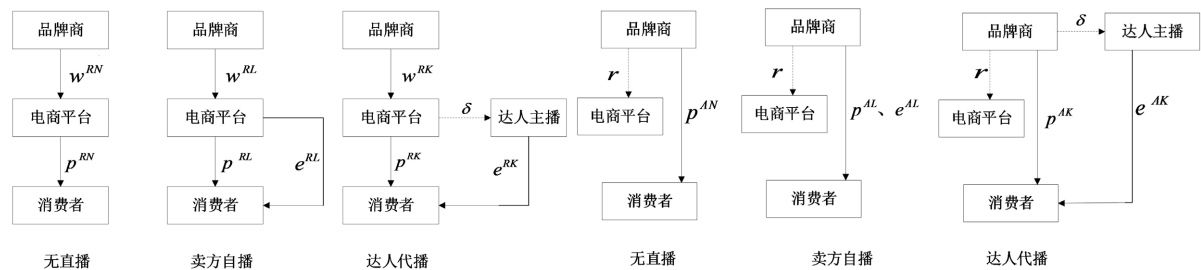 品牌商
w^{RN}
电商平台
p^{RN}
消费者
无直播
品牌商
w^{RL}
电商平台
p^{RL}
e^{RL}
消费者
卖方自播
品牌商
w^{RK}
电商平台
δ
达人主播
p^{RK}
e^{RK}
消费者
达人代播
品牌商
r
电商平台
p^{AN}
消费者
无直播
品牌商
r
电商平台
p^{AL}、e^{AL}
消费者
卖方自播
品牌商
δ
达人主播
r
电商平台
p^{AK}
e^{AK}
消费者
达人代播